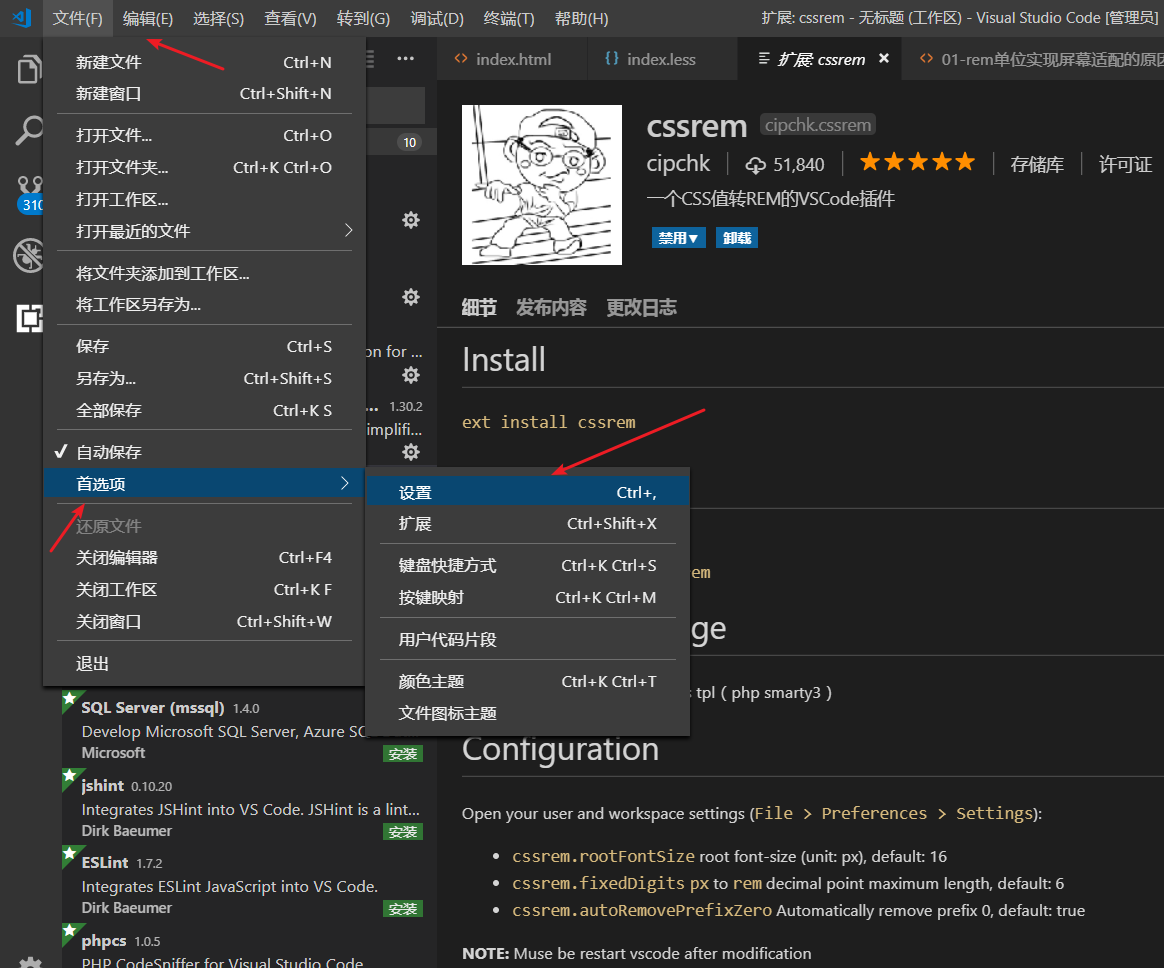 文件(F) 编辑(E) 选择(S) 查看(V) 转到(G) 调试(D) 终端(T) 帮助(H) 扩展: cssrem - 无标题 (工作区) - Visual Studio Code [管理员]
新建文件 Ctrl+N
新建窗口 Ctrl+Shift+N
打开文件... Ctrl+O
打开文件夹... Ctrl+K Ctrl+O
打开工作区...
打开最近的文件
将文件夹添加到工作区...
将工作区另存为...
保存 Ctrl+S
另存为... Ctrl+Shift+S
全部保存 Ctrl+K S
自动保存
首选项
还原文件
关闭编辑器 Ctrl+F4
关闭工作区 Ctrl+K F
关闭窗口 Ctrl+Shift+W
退出
设置 Ctrl+,
扩展 Ctrl+Shift+X
键盘快捷方式 Ctrl+K Ctrl+S
按键映射 Ctrl+K Ctrl+M
用户代码片段
颜色主题 Ctrl+K Ctrl+T
文件图标主题
310
10
on for ...
... 1.30.2
implifi...
SQL Server (mssql) 1.4.0
Develop Microsoft SQL Server, Azure SQ
Microsoft 安装
jshint 0.10.20
Integrates JSHint into VS Code. JSHint is a lint...
Dirk Baeumer 安装
ESLint 1.7.2
Integrates ESLint JavaScript into VS Code.
Dirk Baeumer 安装
phpcs 1.0.5
PHP CodeSniffer for Visual Studio Code
index.html index.less 扩展: cssrem 01-rem单位实现屏幕适配的原因
cssrem cipchk.cssrem
cipchk 51,840 存储库 许可证
一个CSS值转REM的VSCode插件
禁用 卸载
细节 发布内容 更改日志
Install
ext install cssrem
em
ge
s tpl ( php smarty3 )
Configuration
Open your user and workspace settings (File > Preferences > Settings):
cssrem.rootFontSize root font-size (unit: px), default: 16
cssrem.fixedDigits px to rem decimal point maximum length, default: 6
cssrem.autoRemovePrefixZero Automatically remove prefix 0, default: true
NOTE: Muse be restart vscode after modification